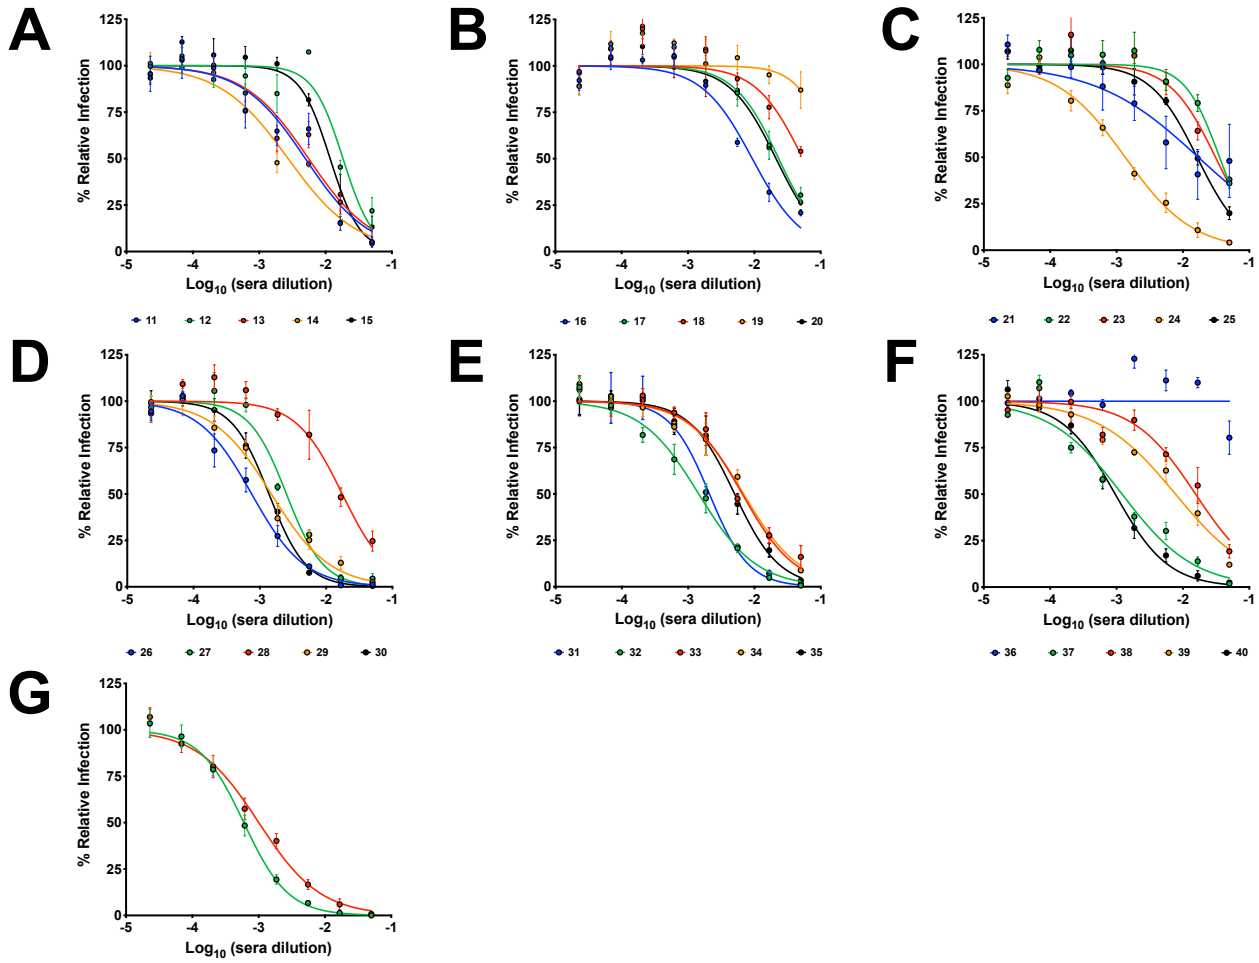 A
% Relative Infection
125
100
75
50
25
0
-5 -4 -3 -2 -1
Log10 (sera dilution)
11 12 13 14 15
B
% Relative Infection
125
100
75
50
25
0
-5 -4 -3 -2 -1
Log10 (sera dilution)
16 17 18 19 20
C
% Relative Infection
125
100
75
50
25
0
-5 -4 -3 -2 -1
Log10 (sera dilution)
21 22 23 24 25
D
% Relative Infection
125
100
75
50
25
0
-5 -4 -3 -2 -1
Log10 (sera dilution)
26 27 28 29 30
E
% Relative Infection
125
100
75
50
25
0
-5 -4 -3 -2 -1
Log10 (sera dilution)
31 32 33 34 35
F
% Relative Infection
125
100
75
50
25
0
-5 -4 -3 -2 -1
Log10 (sera dilution)
36 37 38 39 40
G
% Relative Infection
125
100
75
50
25
0
-5 -4 -3 -2 -1
Log10 (sera dilution)